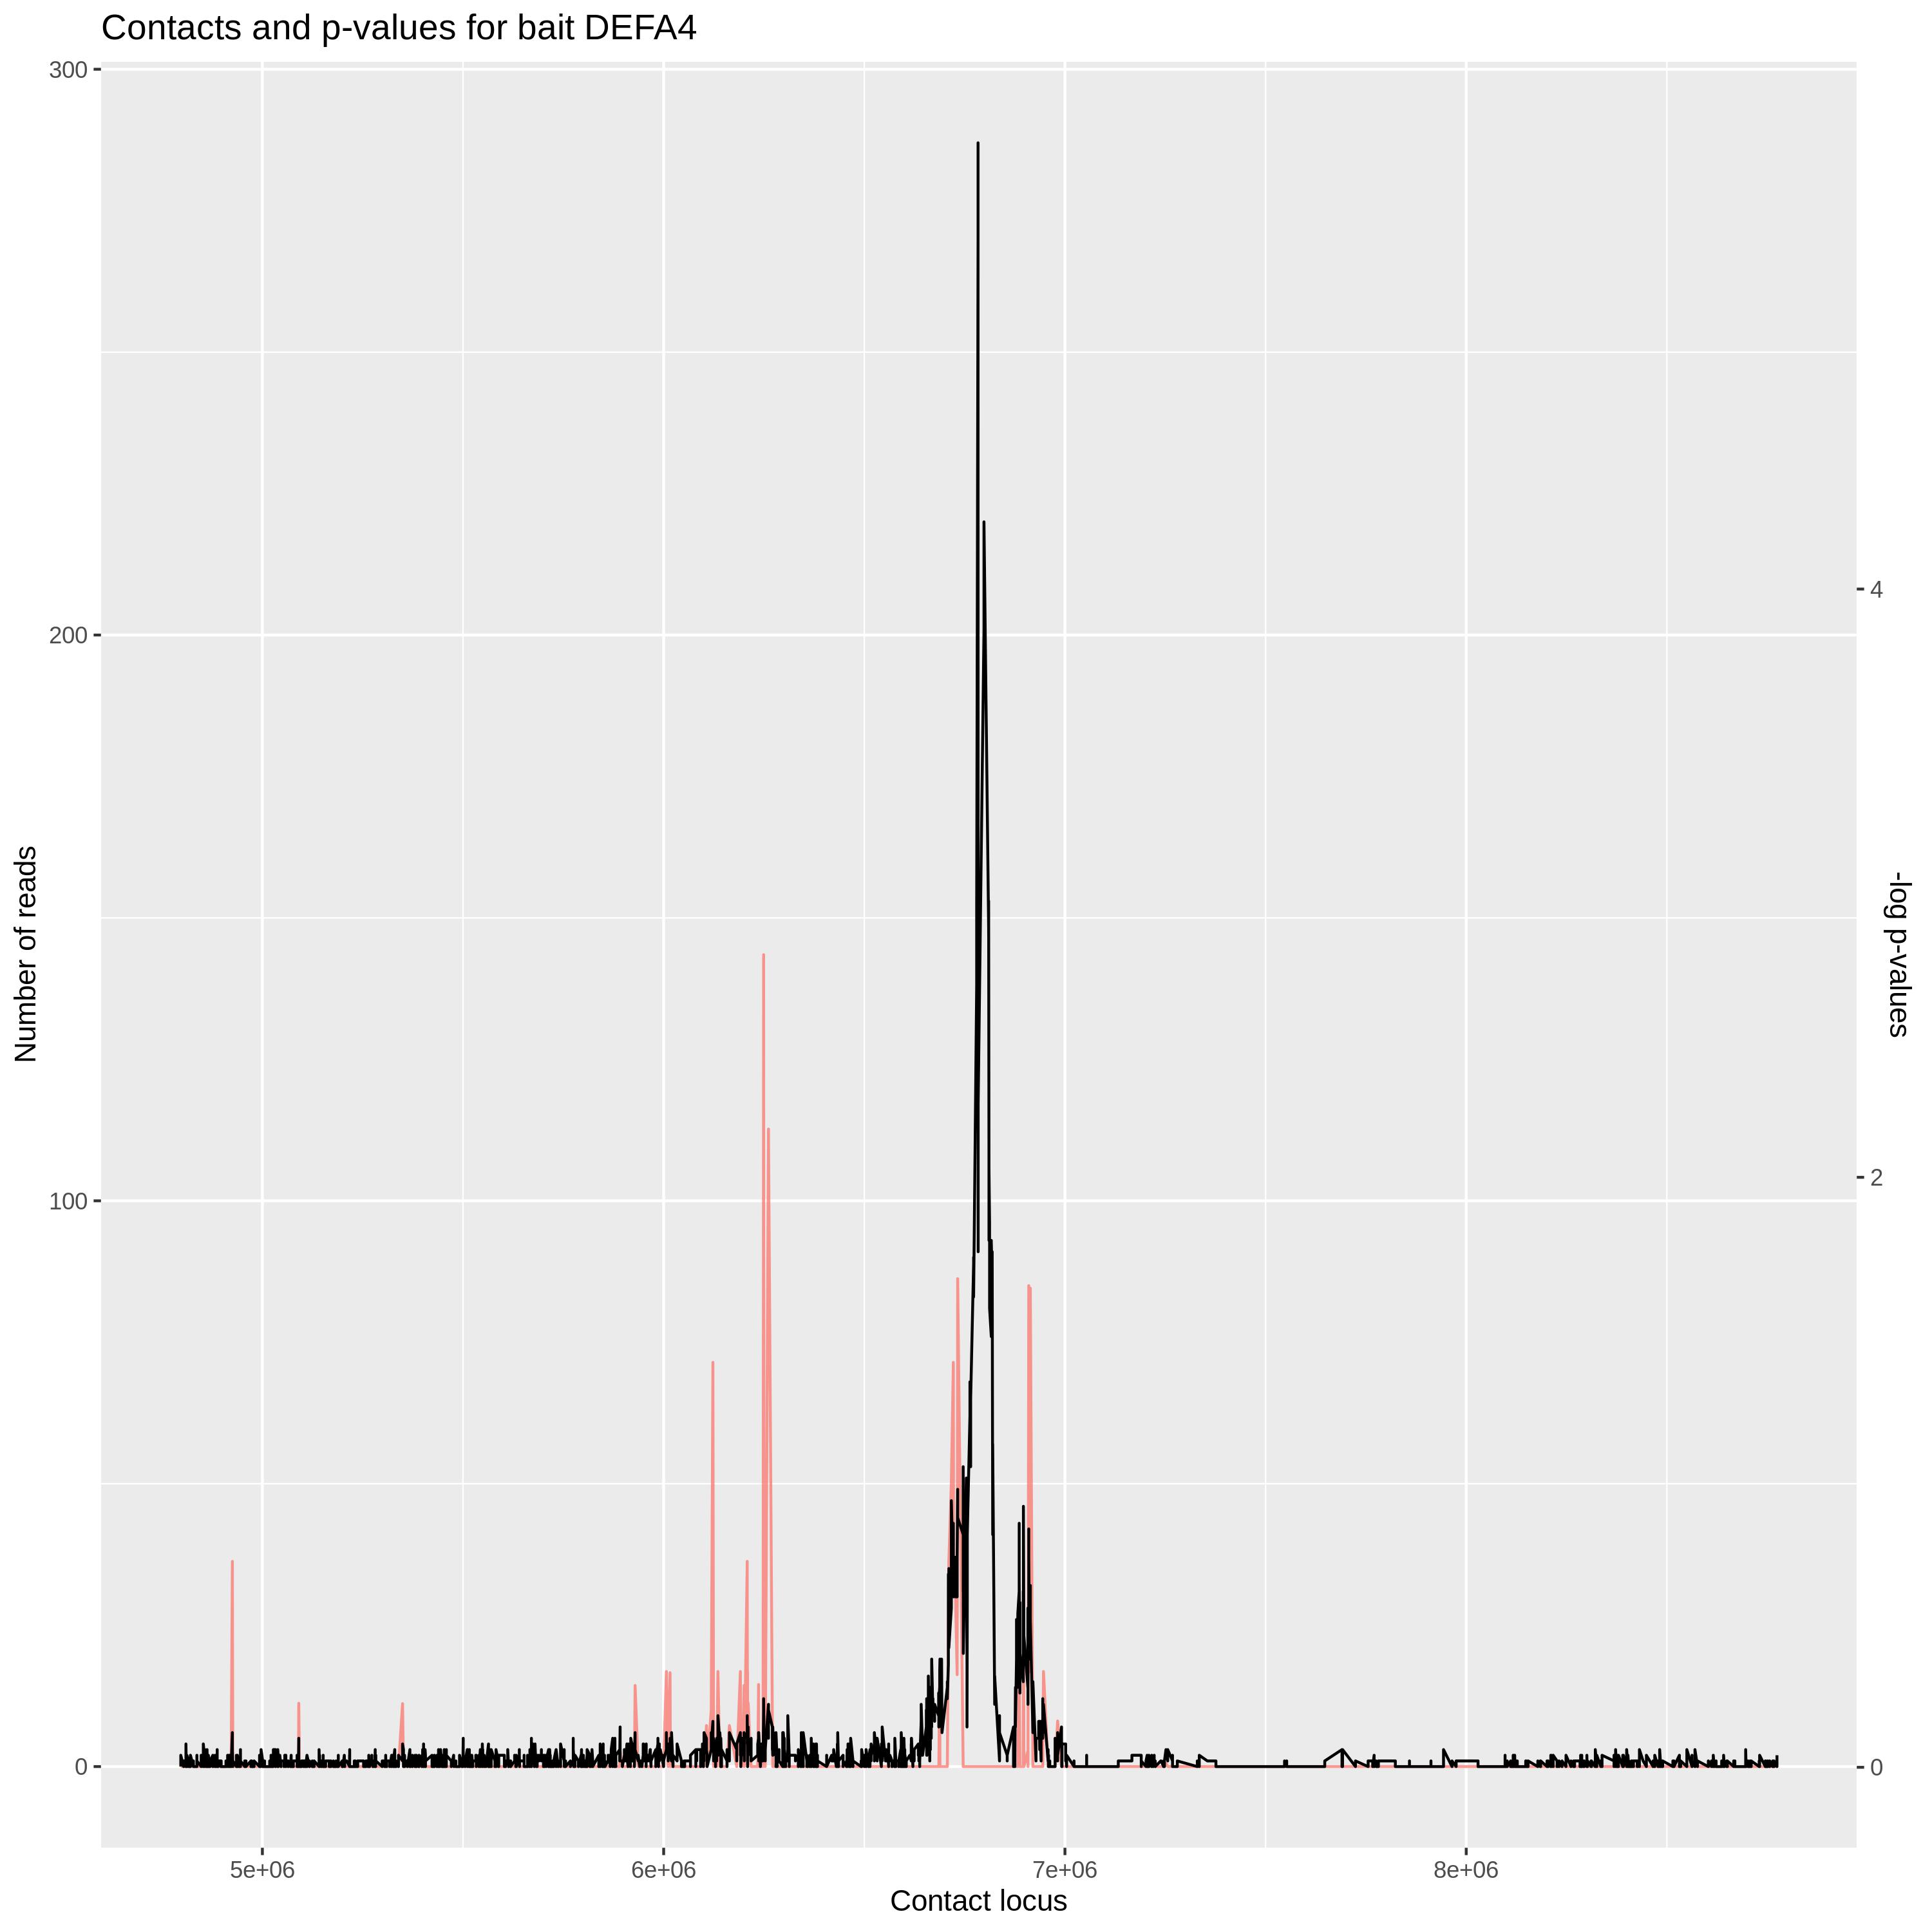 Contacts and p-values for bait DEFA4
300
200
100
0
Number of reads
4
2
0
-log p-values
5e+06
6e+06
7e+06
8e+06
Contact locus